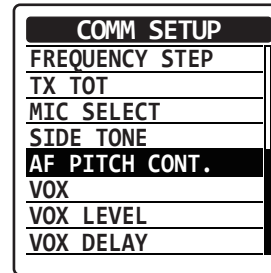 COMM SETUP
FREQUENCY STEP
TX TOT
MIC SELECT
SIDE TONE
AF PITCH CONT.
VOX
VOX LEVEL
VOX DELAY